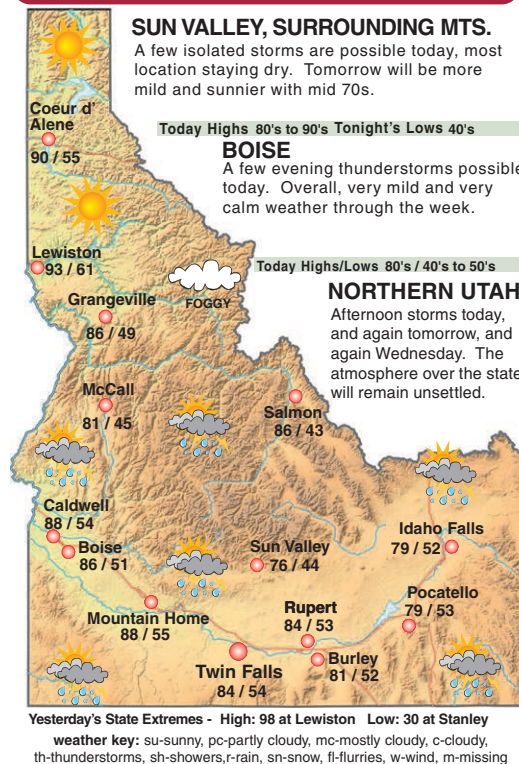 SUN VALLEY, SURROUNDING MTS.
A few isolated storms are possible today, most
location staying dry. Tomorrow will be more
mild and sunnier with mid 70s.
Today Highs 80's to 90's Tonight's Lows 40's
BOISE
A few evening thunderstorms possible
today. Overall, very mild and very
calm weather through the week.
Today Highs/Lows 80's / 40's to 50's
NORTHERN UTAH
Afternoon storms today,
and again tomorrow, and
again Wednesday. The
atmosphere over the state
will remain unsettled.
Coeur d'
Alene
90 / 55
Lewiston
93 / 61
Grangeville
86 / 49
FOGGY
McCall
81 / 45
Salmon
86 / 43
Caldwell
88 / 54
Boise
86 / 51
Sun Valley
76 / 44
Idaho Falls
79 / 52
Mountain Home
88 / 55
Rupert
84 / 53
Pocatello
79 / 53
Twin Falls
84 / 54
Burley
81 / 52
Yesterday's State Extremes - High: 98 at Lewiston Low: 30 at Stanley
weather key: su-sunny, pc-partly cloudy, mc-mostly cloudy, c-cloudy,
th-thunderstorms, sh-showers,r-rain, sn-snow, fl-flurries, w-wind, m-missing